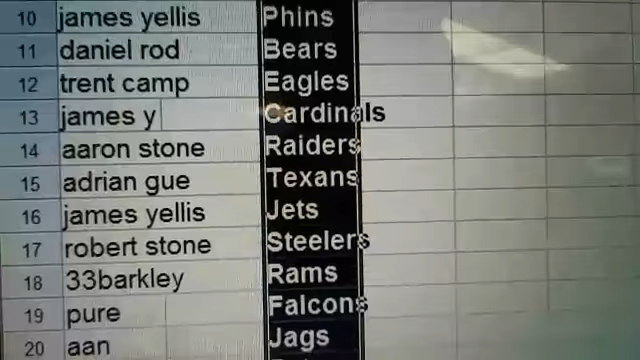 10 james yellis Phins
11 daniel rod Bears
12 trent camp Eagles
13 james y Cardinals
14 aaron stone Raiders
15 adrian gue Texans
16 james yellis Jets
17 robert stone Steelers
18 33barkley Rams
19 pure Falcons
20 aan Jags